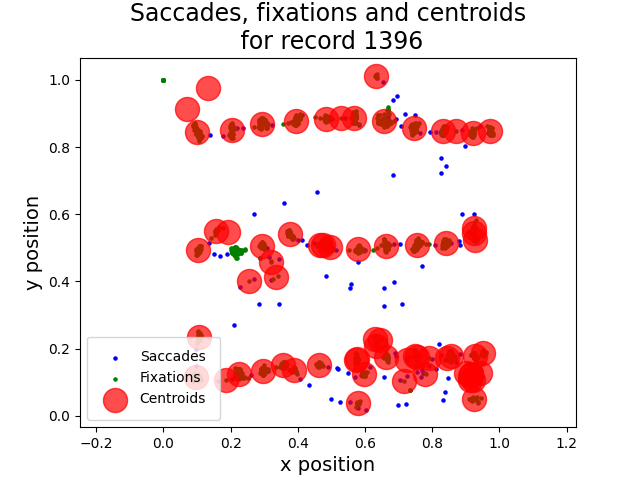 Saccades, fixations and centroids
for record 1396
y position
1.0
0.8
0.6
0.4
0.2
0.0
Saccades
Fixations
Centroids
−0.2 0.0 0.2 0.4 0.6 0.8 1.0 1.2
x position